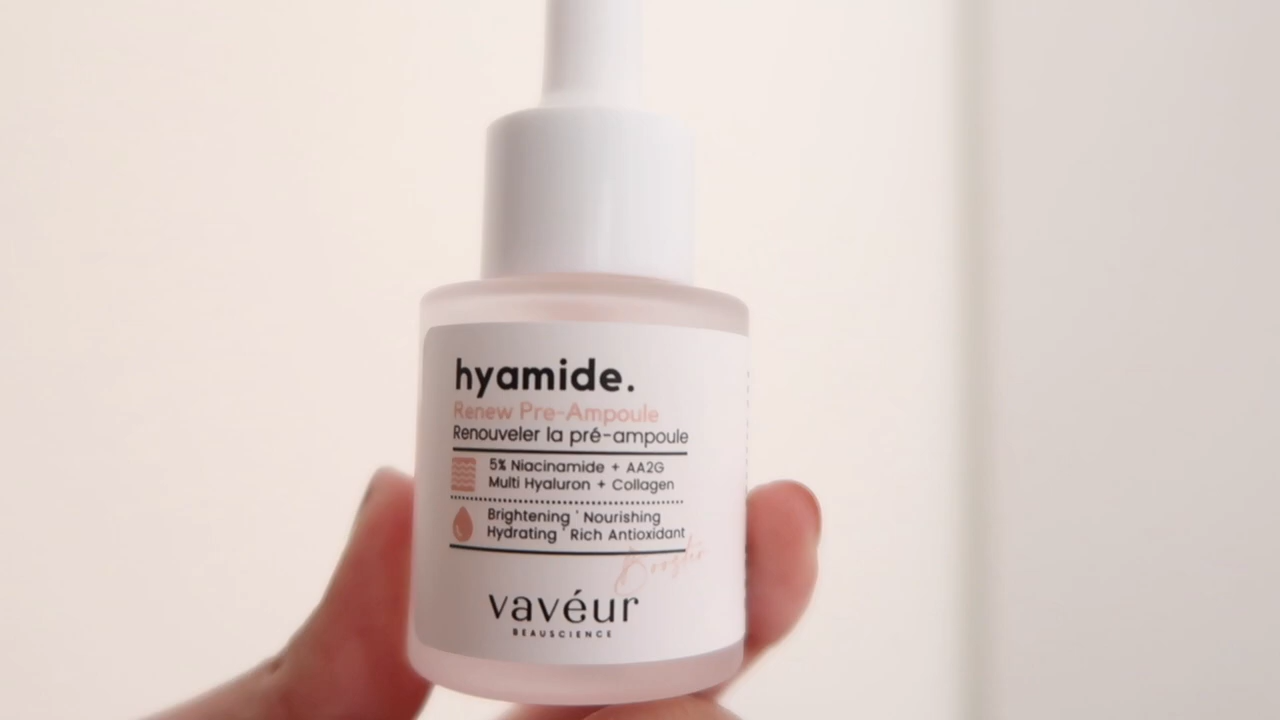 hyamide.
Renew Pre-Ampoule
Renouveler la pré-ampoule
5% Niacinamide + AA2G
Multi Hyaluron + Collagen
Brightening ' Nourishing
Hydrating ' Rich Antioxidant
Booster
vavéur
BEAUSCIENCE